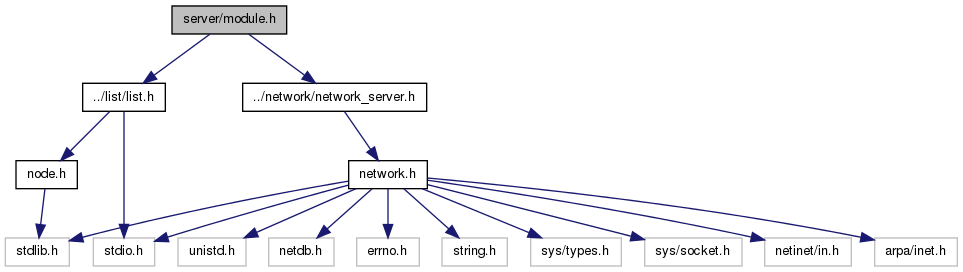 server/module.h
../list/list.h
../network/network_server.h
node.h
network.h
stdlib.h
stdio.h
unistd.h
netdb.h
errno.h
string.h
sys/types.h
sys/socket.h
netinet/in.h
arpa/inet.h